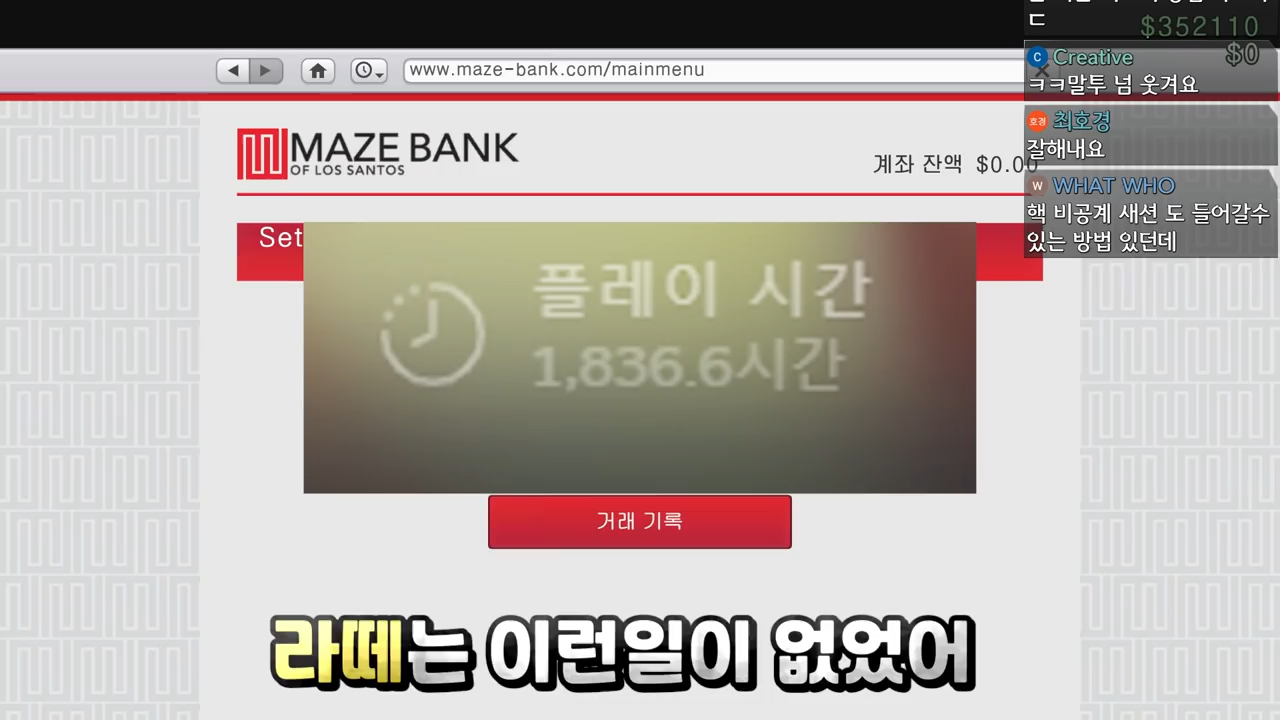 ㄷ
$352110
$0
www.maze-bank.com/mainmenu
C Creative
ㅋㅋ말투 넘 웃겨요
호경 최호경
잘해내요
W WHAT WHO
핵 비공계 새션 도 들어갈수
있는 방법 있던데
MAZE BANK
OF LOS SANTOS
계좌 잔액 $0.00
Set
플레이 시간
1,836.6시간
거래 기록
라떼는 이런일이 없었어